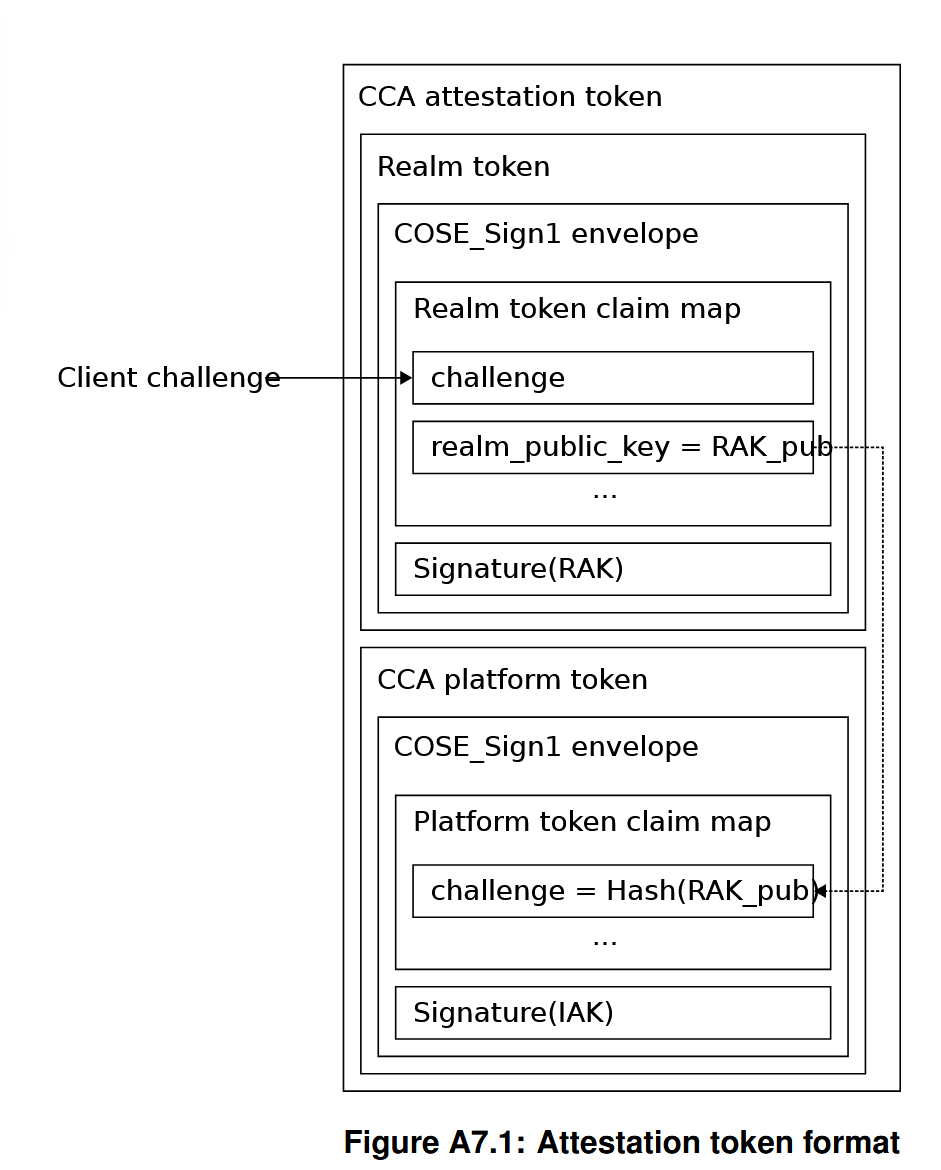 CCA attestation token
Realm token
COSE_Sign1 envelope
Realm token claim map
Client challenge
challenge
realm_public_key = RAK_pub
...
Signature(RAK)
CCA platform token
COSE_Sign1 envelope
Platform token claim map
challenge = Hash(RAK_pub)
...
Signature(IAK)
Figure A7.1: Attestation token format